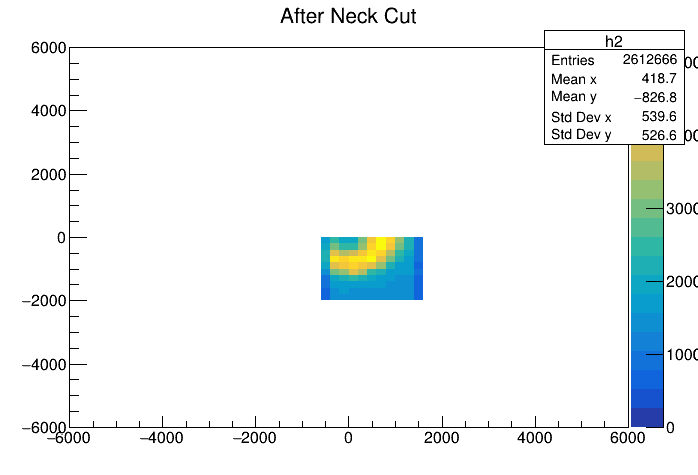 After Neck Cut
h2
Entries 2612666
Mean x 418.7
Mean y −826.8
Std Dev x 539.6
Std Dev y 526.6
6000
4000
2000
0
−2000
−4000
−6000
−6000 −4000 −2000 0 2000 4000 6000
3000
2000
1000
0